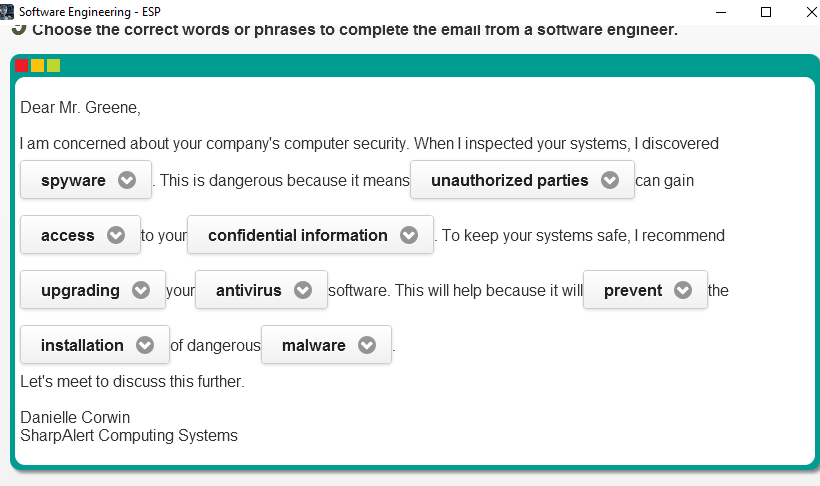 Software Engineering - ESP
9 Choose the correct words or phrases to complete the email from a software engineer.
Dear Mr. Greene,
I am concerned about your company's computer security. When I inspected your systems, I discovered
spyware . This is dangerous because it means unauthorized parties can gain
access to your confidential information . To keep your systems safe, I recommend
upgrading your antivirus software. This will help because it will prevent the
installation of dangerous malware .
Let's meet to discuss this further.
Danielle Corwin
SharpAlert Computing Systems